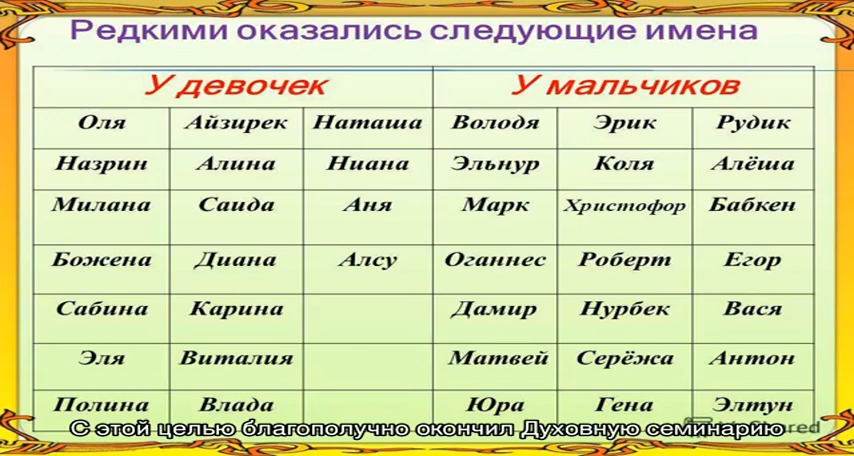 Редкими оказались следующие имена
У девочек У мальчиков
Оля Айзирек Наташа Володя Эрик Рудик
Назрин Алина Ниана Эльнур Коля Алёша
Милана Саида Аня Марк Христофор Бабкен
Божена Диана Алсу Оганнес Роберт Егор
Сабина Карина Дамир Нурбек Вася
Эля Виталия Матвей Серёжа Антон
Полина Влада Юра Гена Элтун
С этой целью благополучно окончил Духовную семинарию